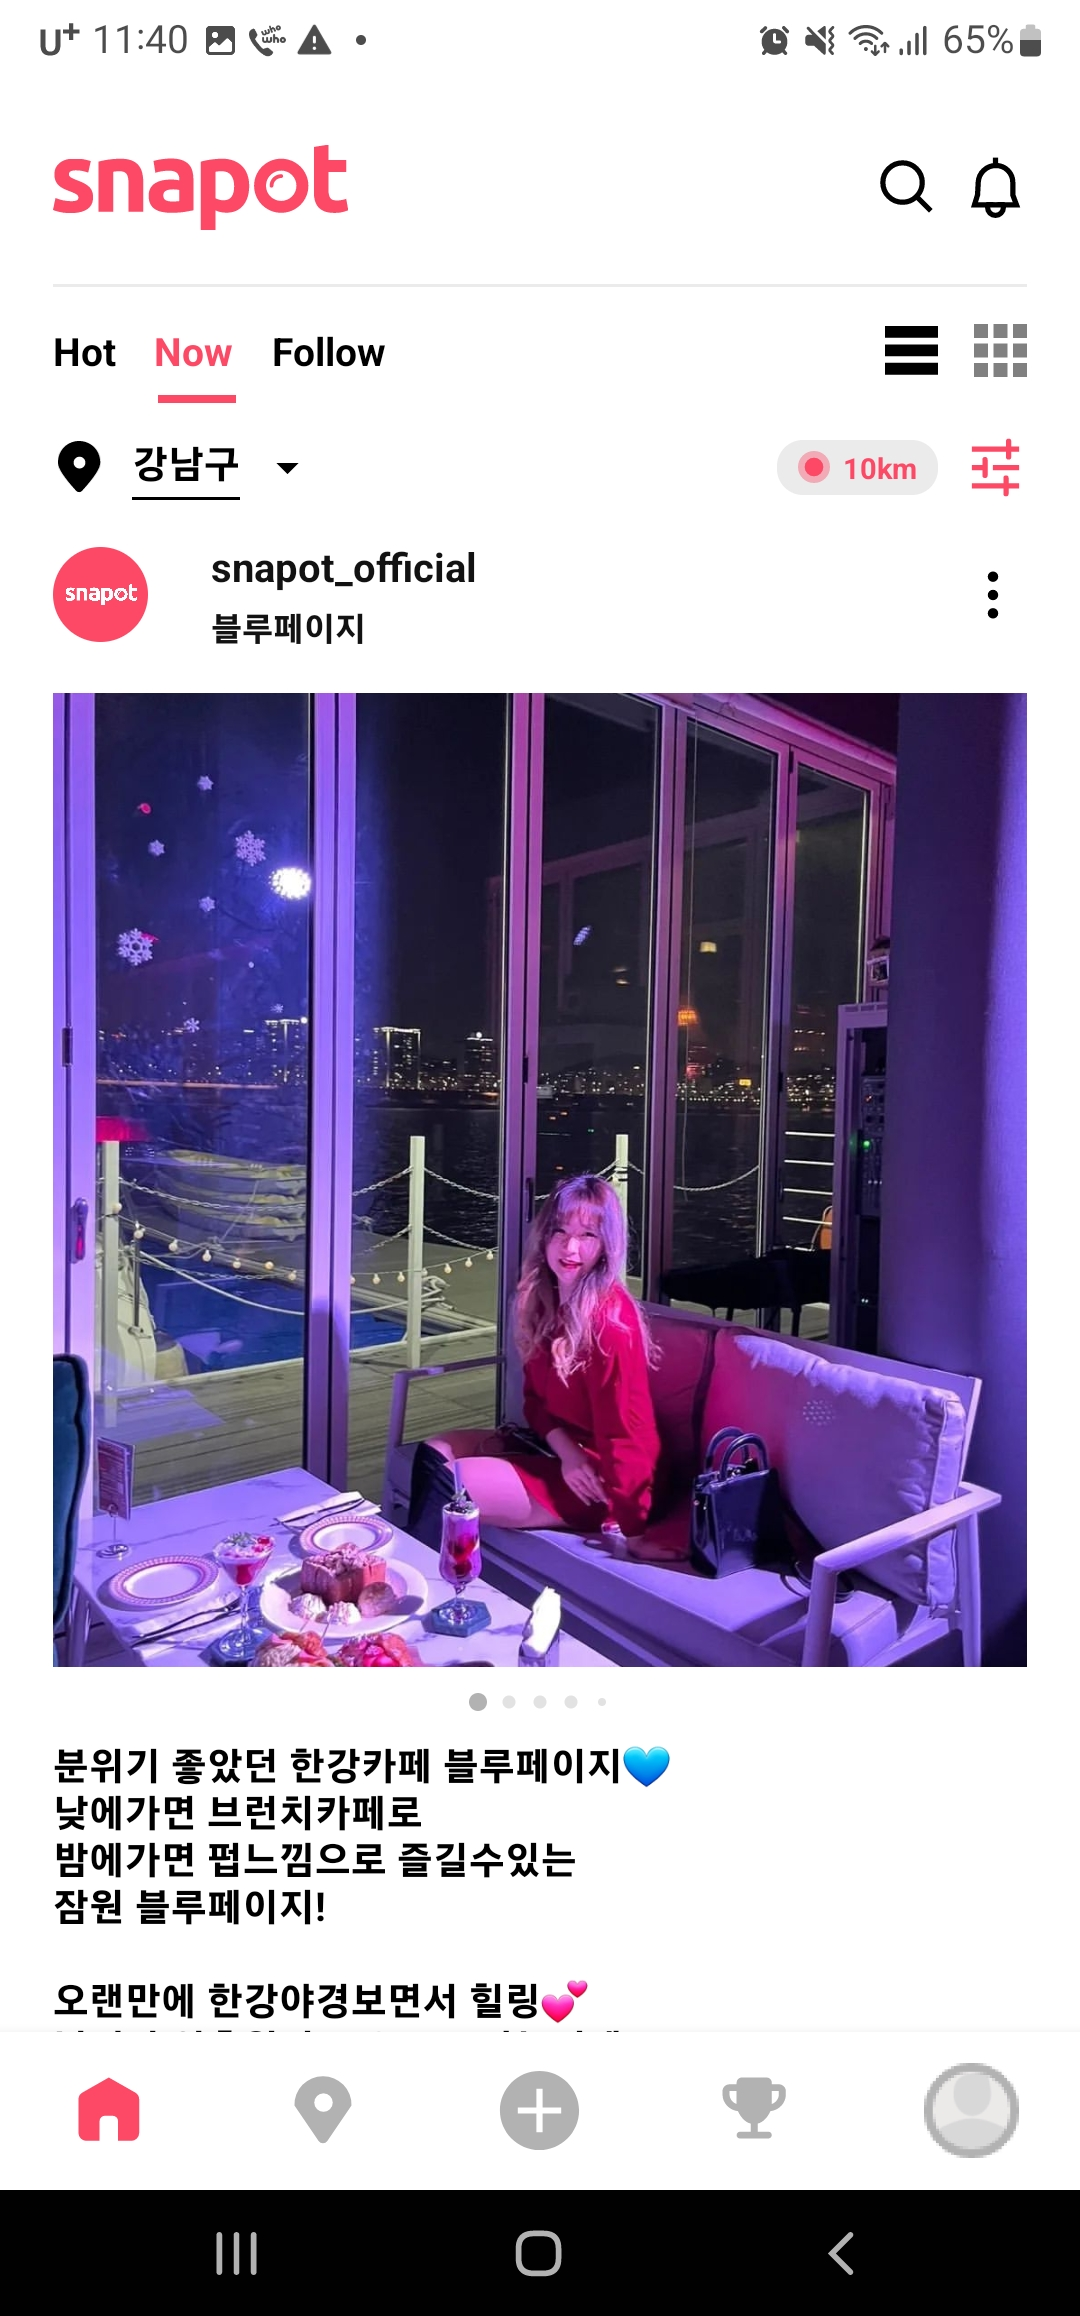 U+ 11:40 who who 65%
snapot
Hot Now Follow
강남구 10km
snapot snapot_official
블루페이지
분위기 좋았던 한강카페 블루페이지💙
낮에가면 브런치카페로
밤에가면 펍느낌으로 즐길수있는
잠원 블루페이지!
오랜만에 한강야경보면서 힐링💕